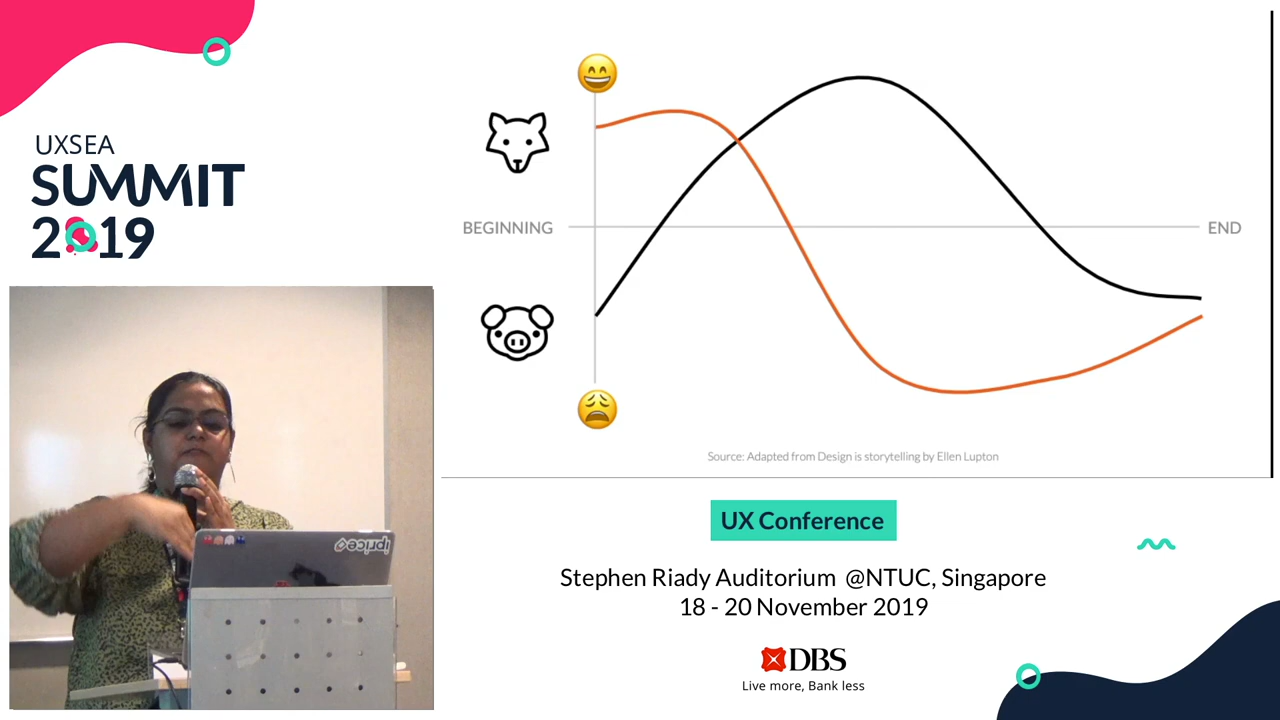 UXSEA
SUMMIT
2019
BEGINNING
END
Source: Adapted from Design is storytelling by Ellen Lupton
iprice
UX Conference
Stephen Riady Auditorium @NTUC, Singapore
18 - 20 November 2019
DBS
Live more, Bank less